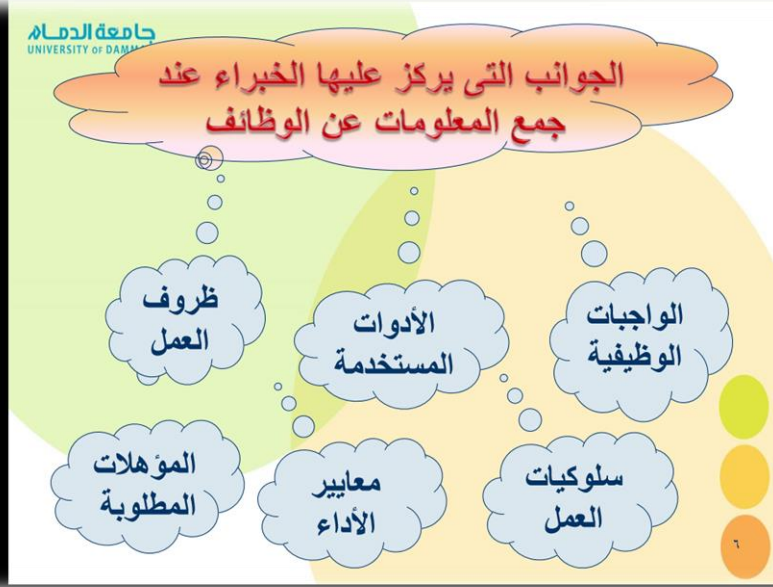 جامعة الدمام
UNIVERSITY OF DAMM
الجوانب التى يركز عليها الخبراء عند
جمع المعلومات عن الوظائف
الواجبات
الوظيفية
الأدوات
المستخدمة
ظروف
العمل
سلوكيات
العمل
معايير
الأداء
المؤهلات
المطلوبة
٦